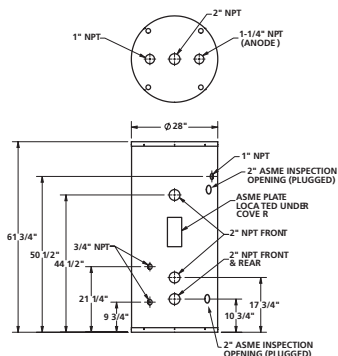 2" NPT
1" NPT
1-1/4" NPT
(ANODE)
Ø 28"
1" NPT
2" ASME INSPECTION
OPENING (PLUGGED)
ASME PLATE
LOCA TED UNDER
COVE R
2" NPT FRONT
2" NPT FRONT
& REAR
3/4" NPT
61 3/4"
50 1/2"
44 1/2"
21 1/4"
9 3/4"
17 3/4"
10 3/4"
2" ASME INSPECTION
OPENING (PLUGGED)